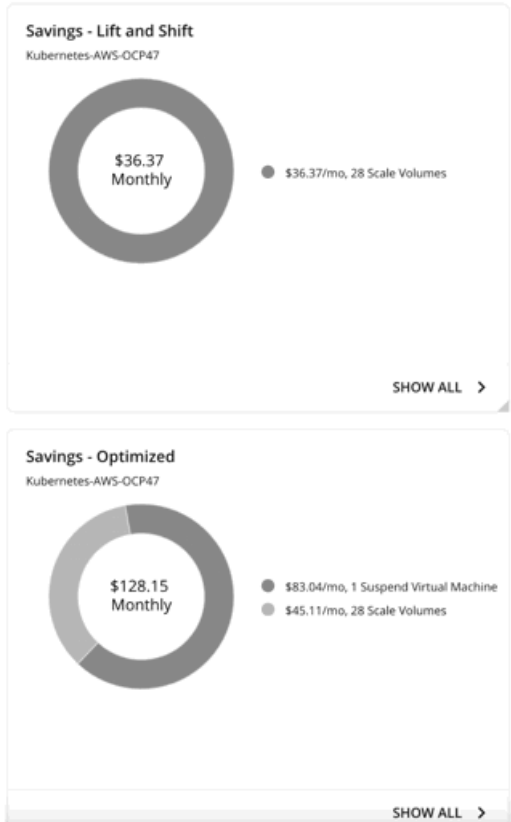 Savings - Lift and Shift
Kubernetes-AWS-OCP47
$36.37
Monthly
$36.37/mo, 28 Scale Volumes
SHOW ALL
Savings - Optimized
Kubernetes-AWS-OCP47
$128.15
Monthly
$83.04/mo, 1 Suspend Virtual Machine
$45.11/mo, 28 Scale Volumes
SHOW ALL